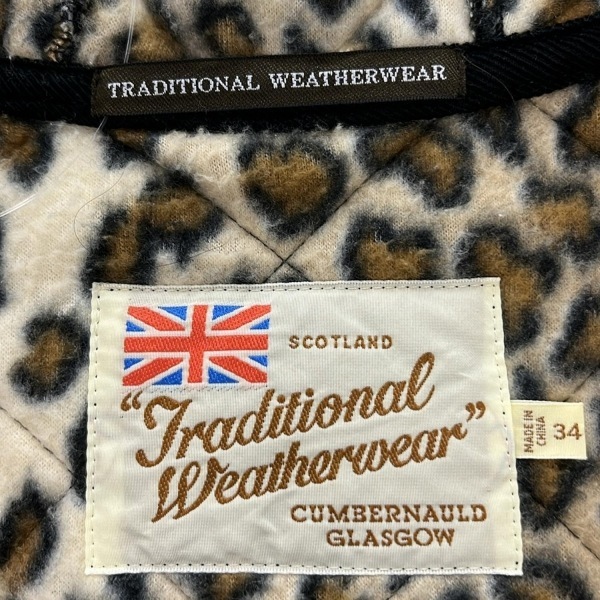 TRADITIONAL WEATHERWEAR
SCOTLAND
"Traditional
Weatherwear"
CUMBERNAULD
GLASGOW
MADE IN
CHINA
34